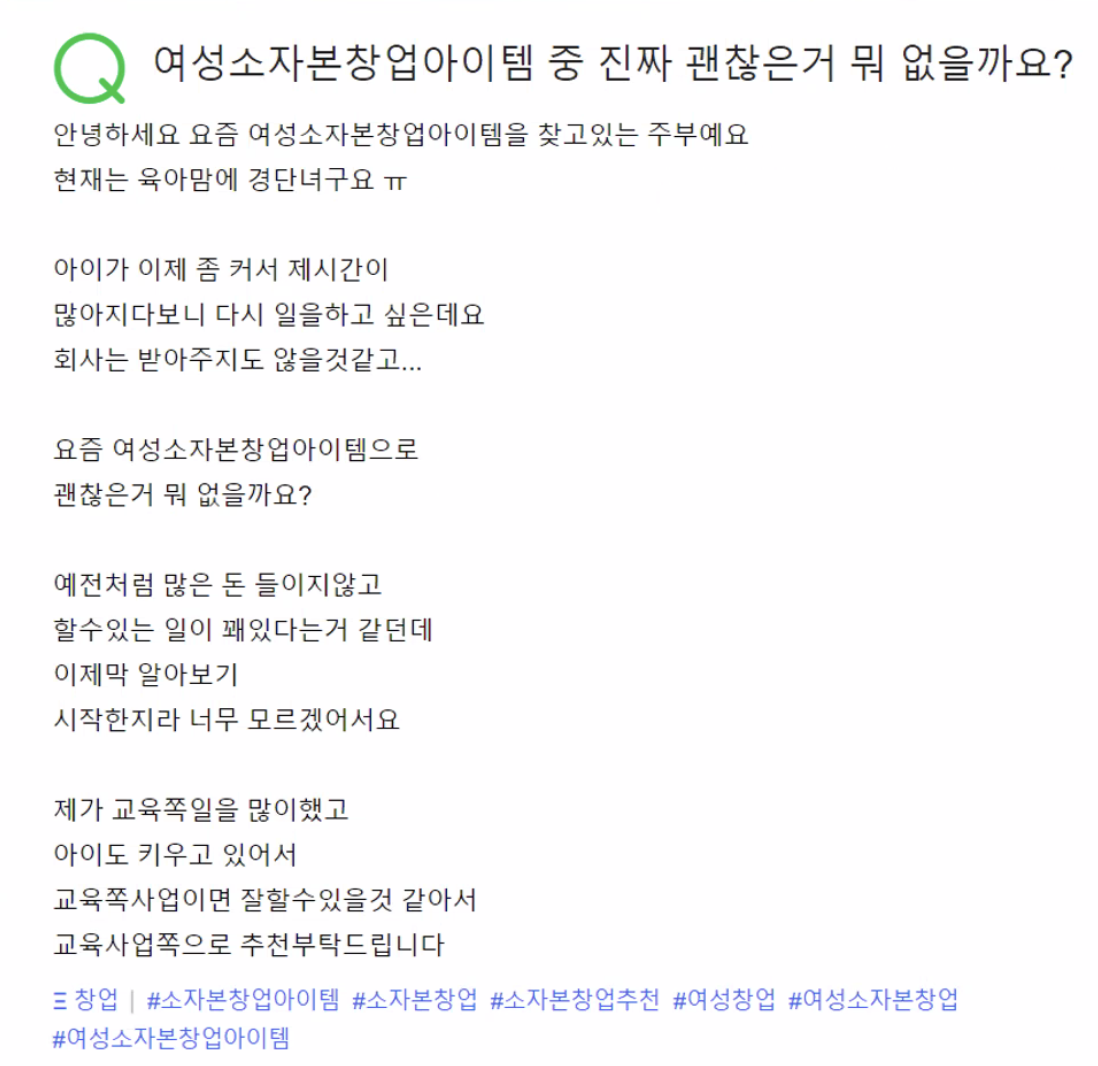 여성소자본창업아이템 중 진짜 괜찮은거 뭐 없을까요?
안녕하세요 요즘 여성소자본창업아이템을 찾고있는 주부예요
현재는 육아맘에 경단녀구요 ㅠ
아이가 이제 좀 커서 제시간이
많아지다보니 다시 일을하고 싶은데요
회사는 받아주지도 않을것같고...
요즘 여성소자본창업아이템으로
괜찮은거 뭐 없을까요?
예전처럼 많은 돈 들이지않고
할수있는 일이 꽤있다는거 같던데
이제막 알아보기
시작한지라 너무 모르겠어서요
제가 교육쪽일을 많이했고
아이도 키우고 있어서
교육쪽사업이면 잘할수있을것 같아서
교육사업쪽으로 추천부탁드립니다
창업 | #소자본창업아이템 #소자본창업 #소자본창업추천 #여성창업 #여성소자본창업
#여성소자본창업아이템